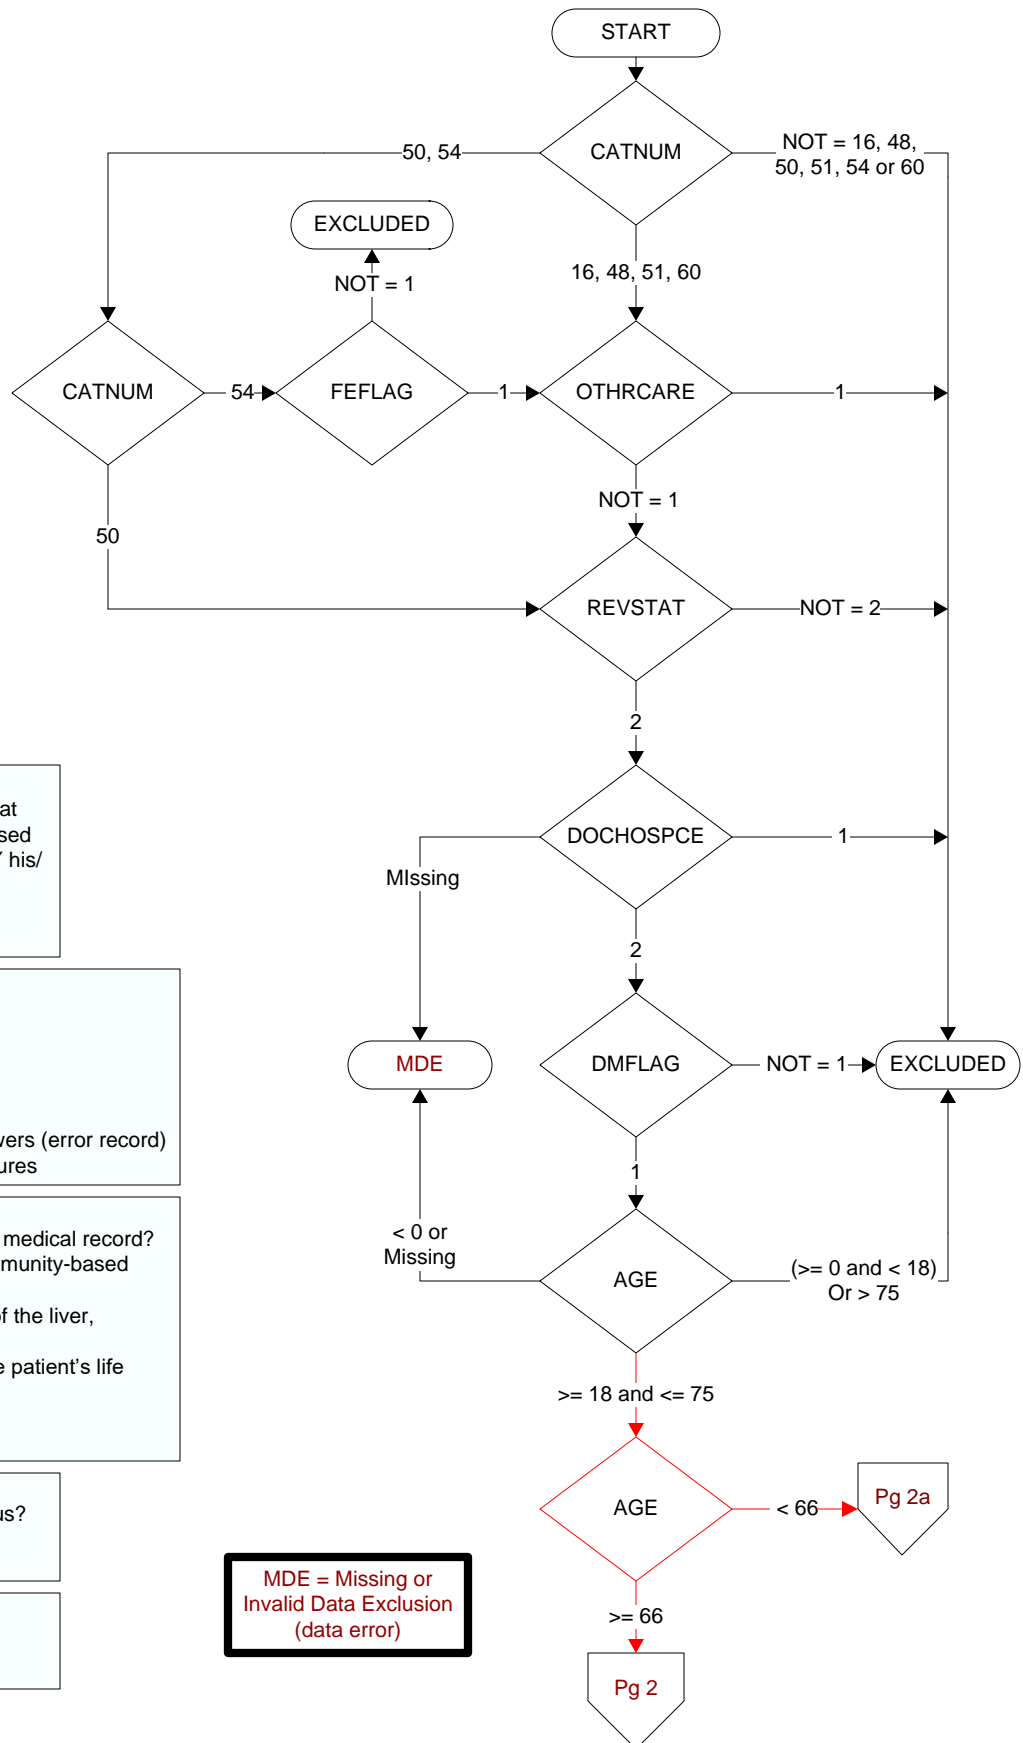 START
CATNUM
50, 54
NOT = 16, 48,
50, 51, 54 or 60
EXCLUDED
NOT = 1
16, 48, 51, 60
CATNUM
54
FEFLAG
1
OTHRCARE
1
NOT = 1
50
REVSTAT
NOT = 2
2
DOCHOSPCE
1
MIssing
2
MDE
DMFLAG
NOT = 1
EXCLUDED
1
< 0 or
Missing
AGE
(>= 0 and < 18)
Or > 75
>= 18 and <= 75
AGE
< 66
Pg 2a
>= 66
Pg 2
MDE = Missing or
Invalid Data Exclusion
(data error)
at
sed
his/
wers (error record)
ures
medical record?
munity-based
of the liver,
e patient's life
us?